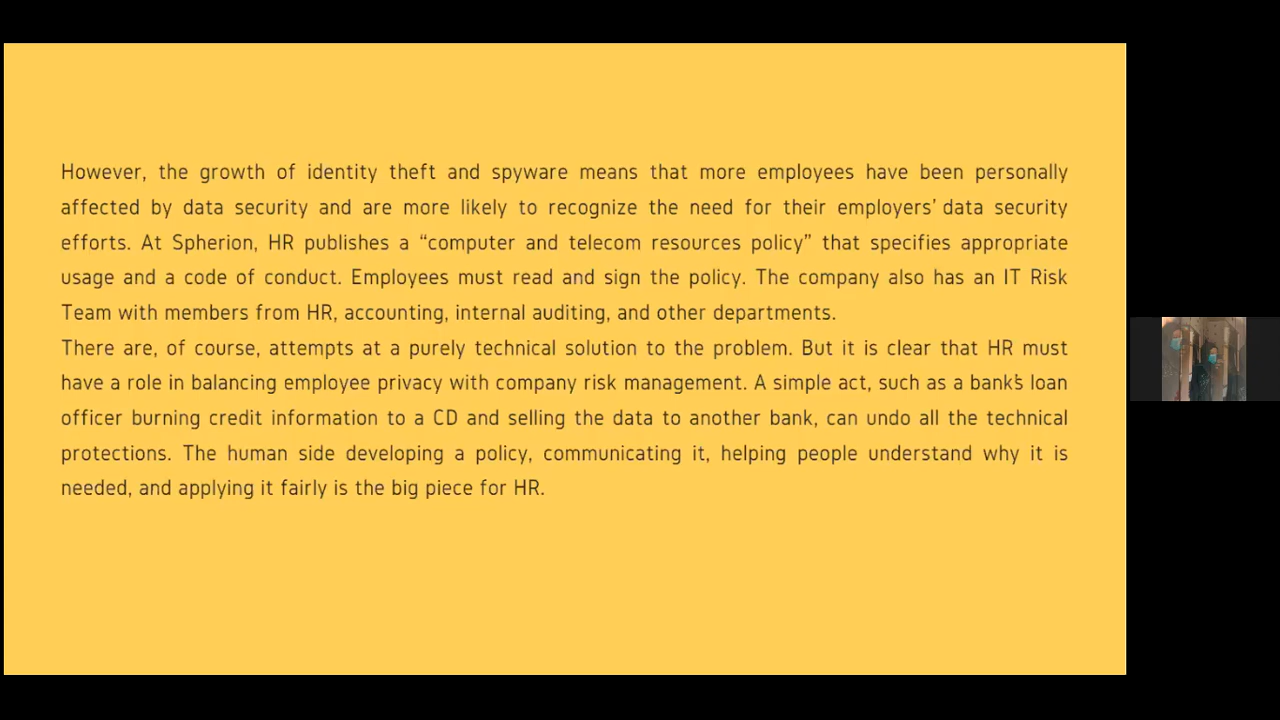 However, the growth of identity theft and spyware means that more employees have been personally
affected by data security and are more likely to recognize the need for their employers' data security
efforts. At Spherion, HR publishes a “computer and telecom resources policy” that specifies appropriate
usage and a code of conduct. Employees must read and sign the policy. The company also has an IT Risk
Team with members from HR, accounting, internal auditing, and other departments.
There are, of course, attempts at a purely technical solution to the problem. But it is clear that HR must
have a role in balancing employee privacy with company risk management. A simple act, such as a bank's loan
officer burning credit information to a CD and selling the data to another bank, can undo all the technical
protections. The human side developing a policy, communicating it, helping people understand why it is
needed, and applying it fairly is the big piece for HR.